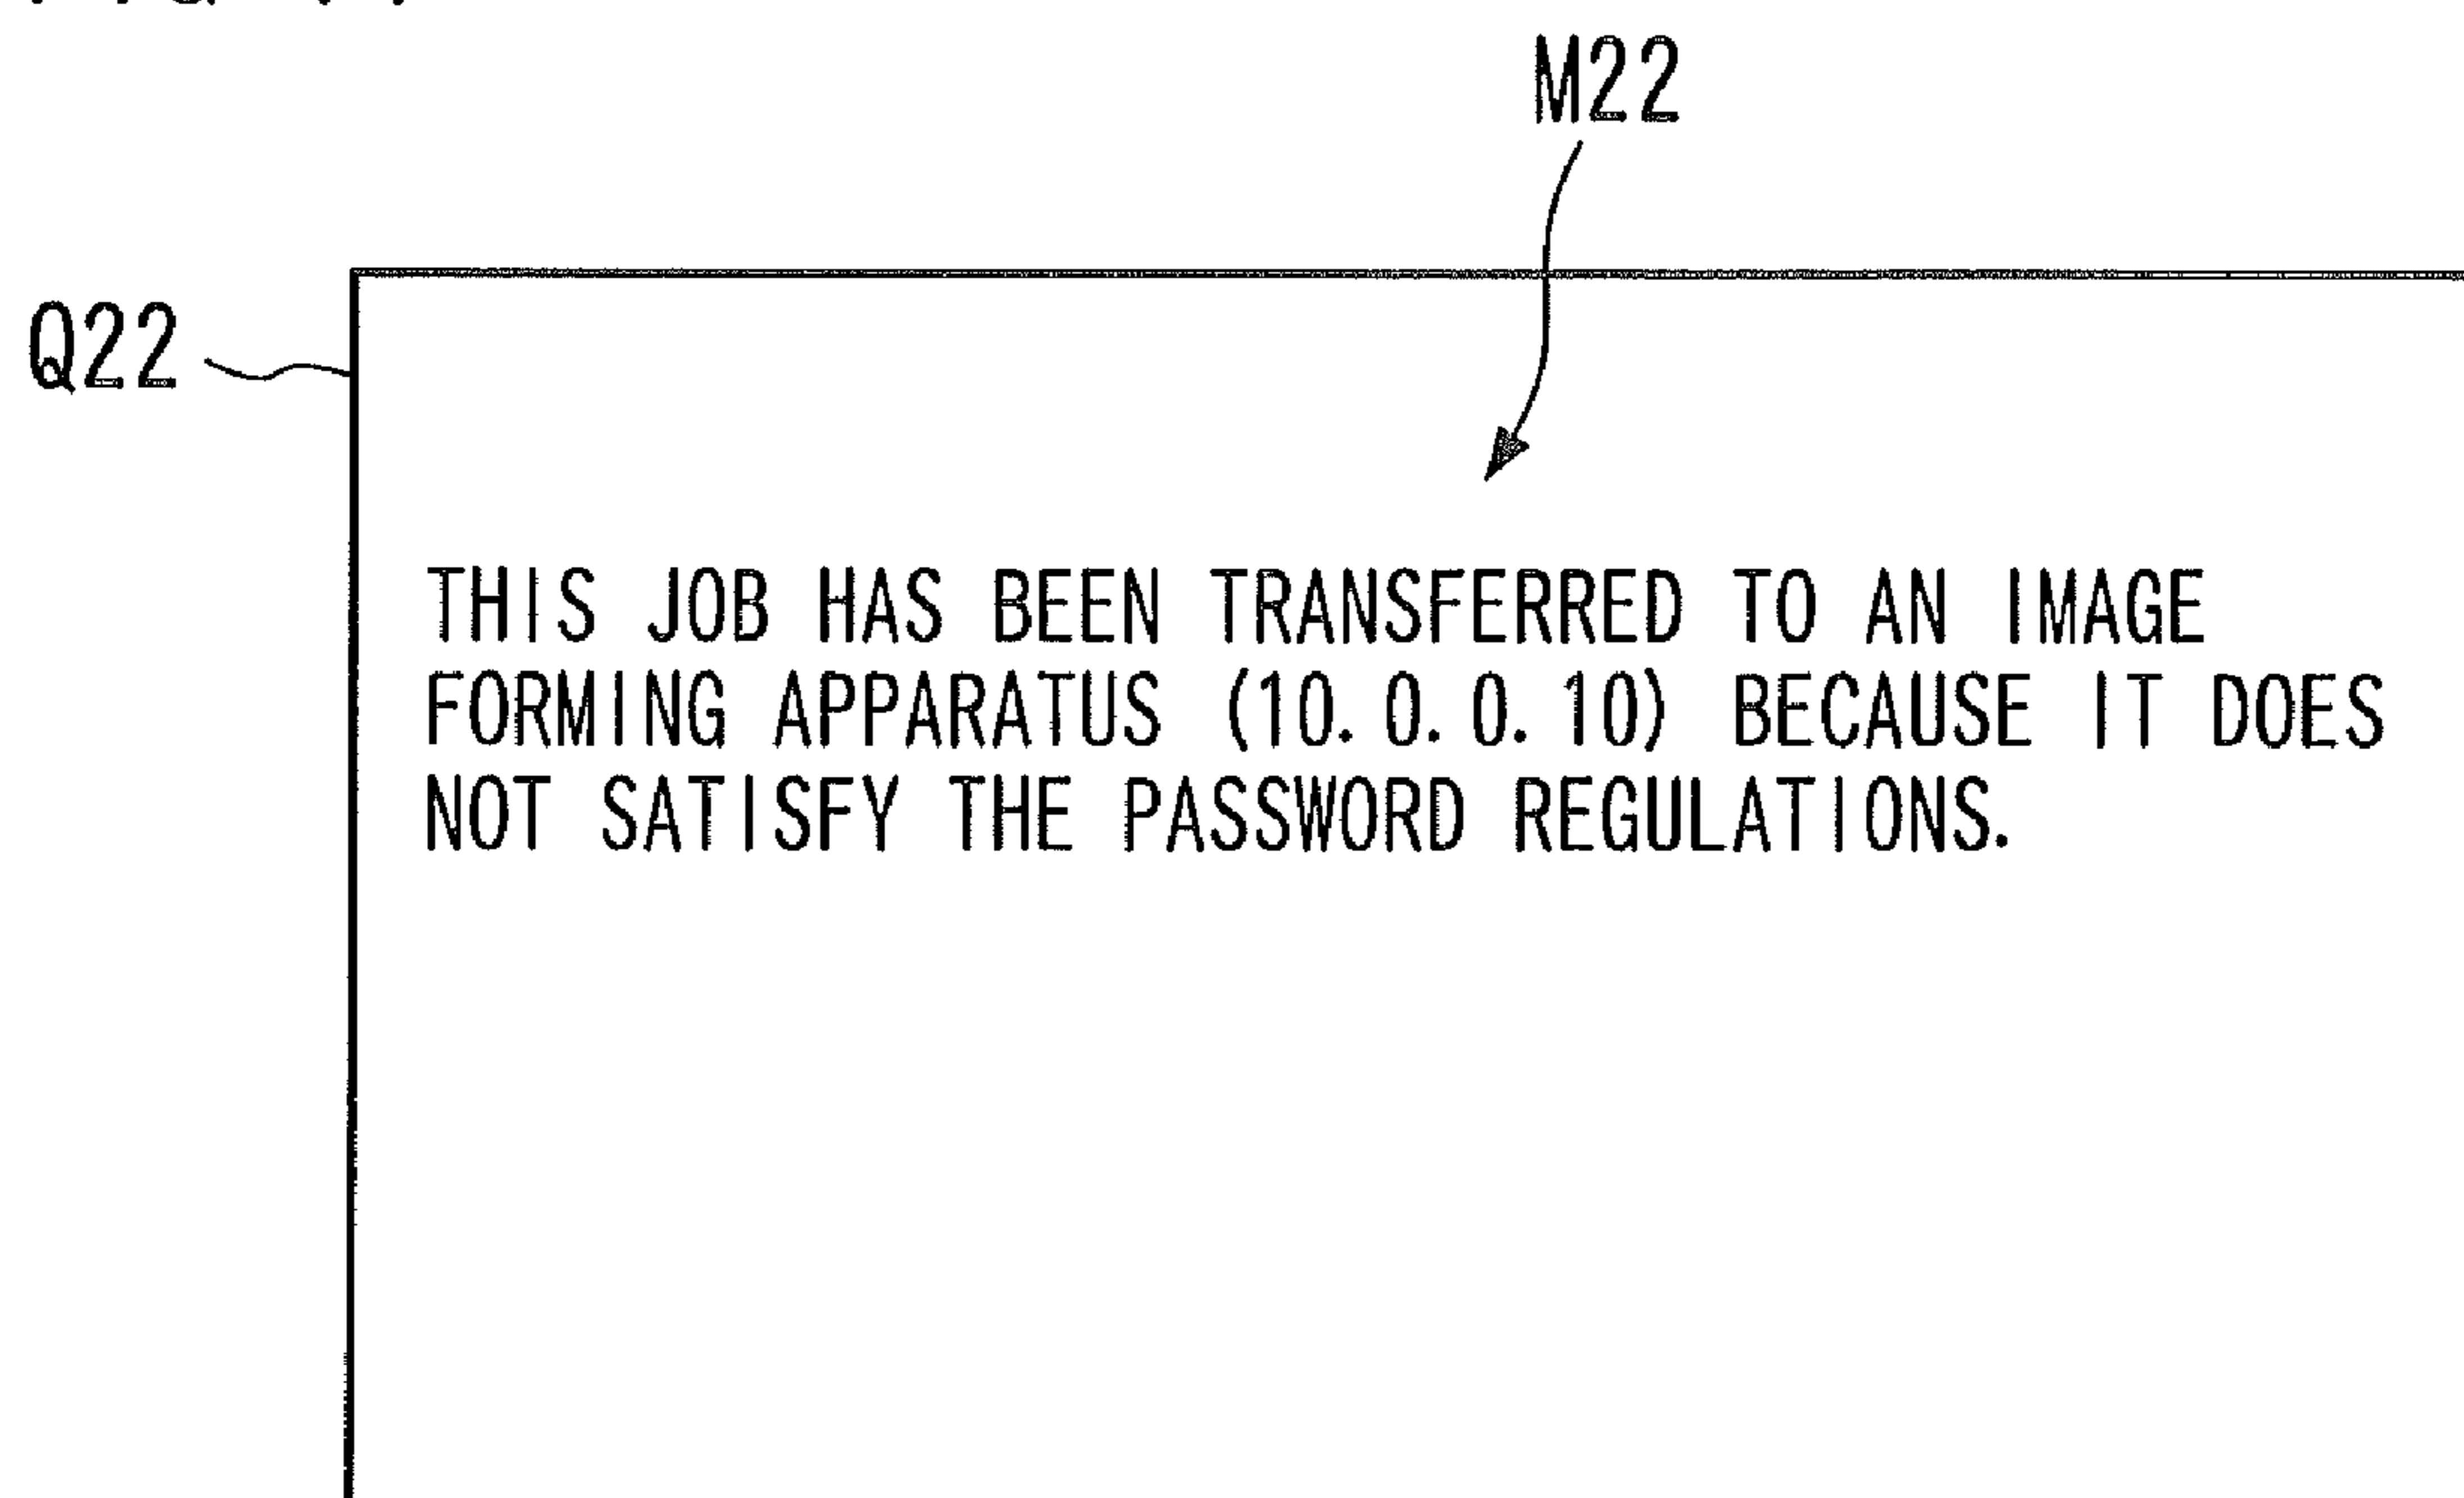 M22
Q22
THIS JOB HAS BEEN TRANSFERRED TO AN IMAGE
FORMING APPARATUS (10.0.0.10) BECAUSE IT DOES
NOT SATISFY THE PASSWORD REGULATIONS.